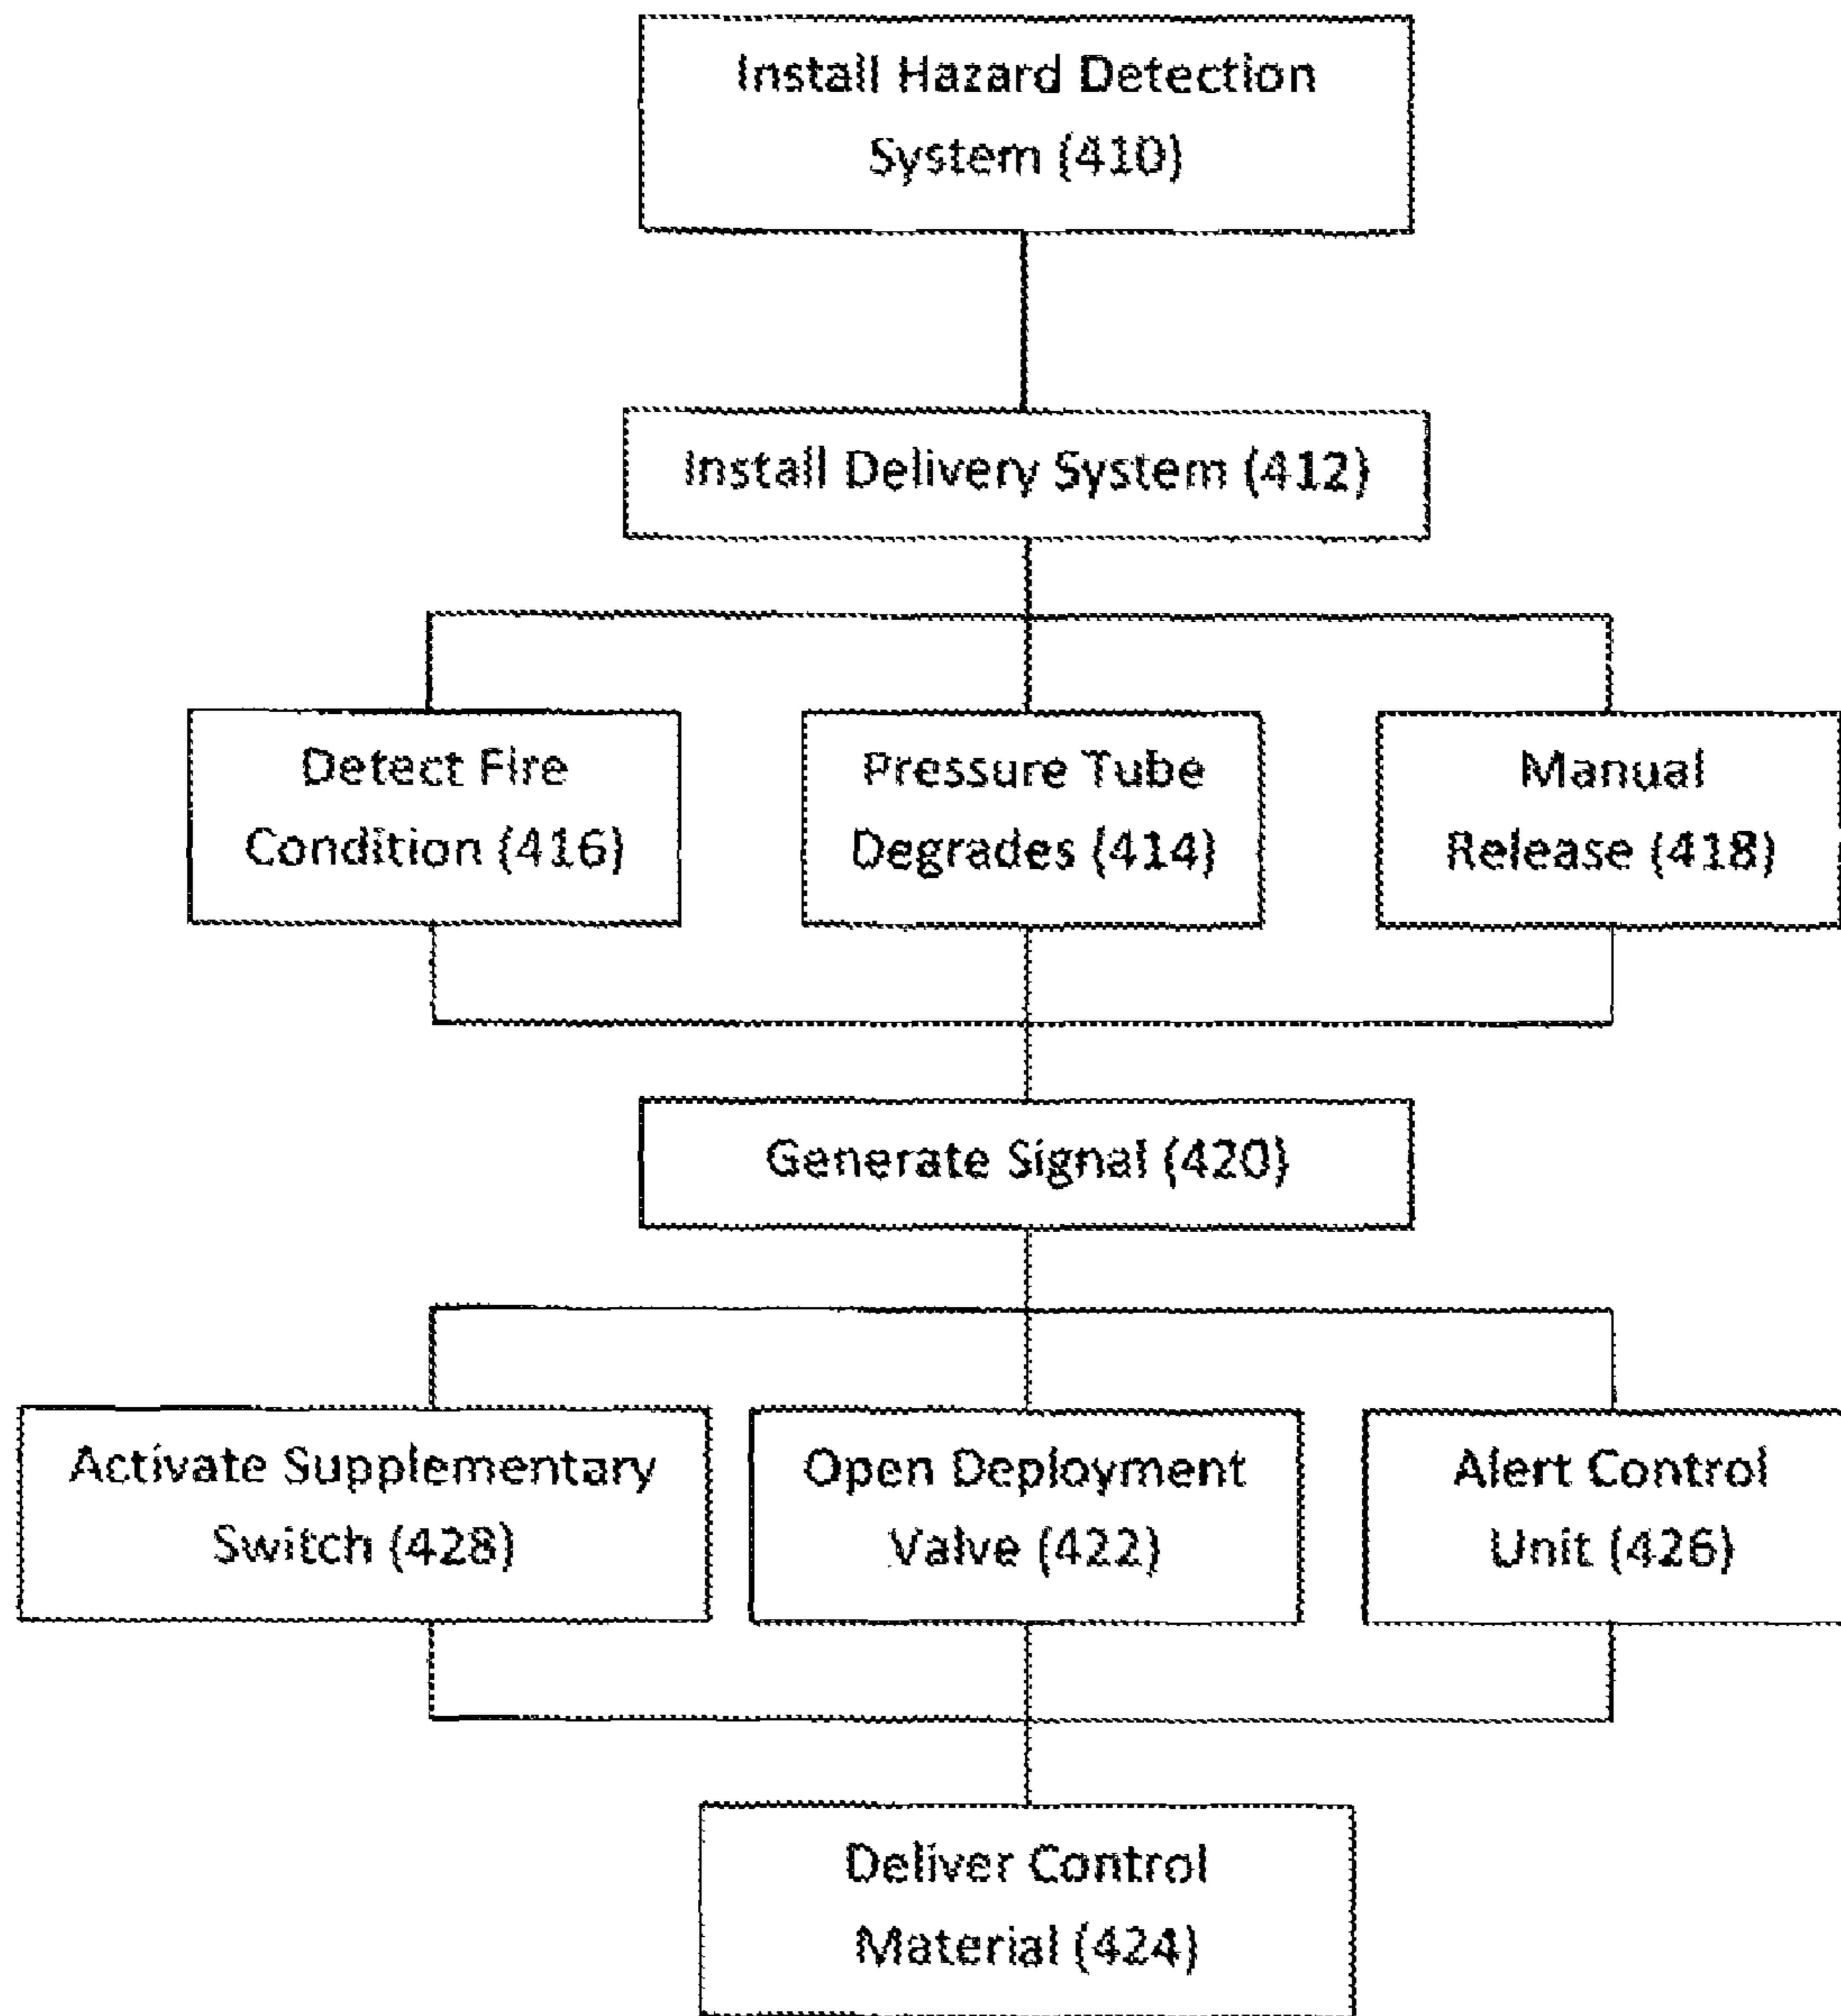 Install Hazard Detection
System (410)
Install Delivery System (412)
Detect Fire
Condition (416)
Pressure Tube
Degrades (414)
Manual
Release (418)
Generate Signal (420)
Activate Supplementary
Switch (428)
Open Deployment
Valve (422)
Alert Control
Unit (426)
Deliver Control
Material (424)